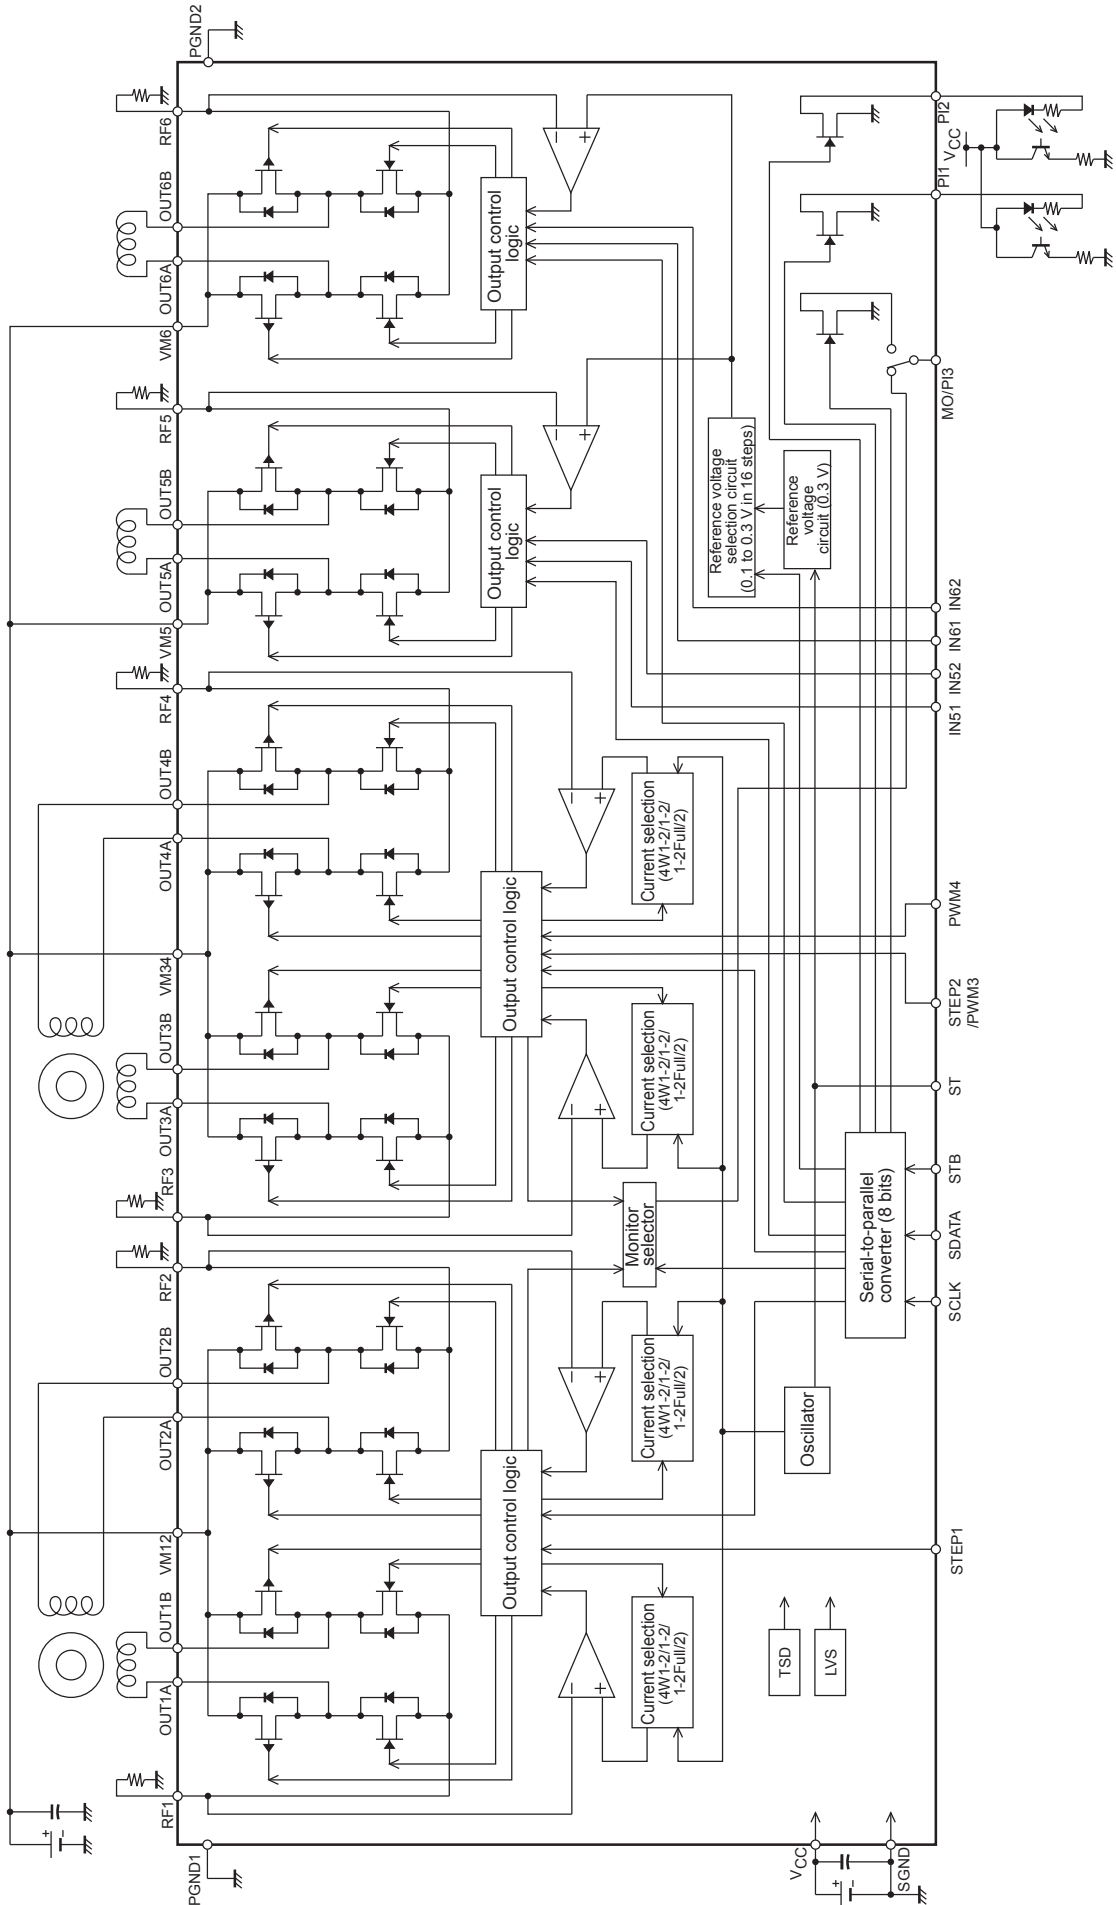 PGND2
RF6
OUT6B
OUT6A
VM6
RF5
OUT5B
OUT5A
VM5
RF4
OUT4B
OUT4A
VM34
OUT3B
OUT3A
RF3
RF2
OUT2B
OUT2A
VM12
OUT1B
OUT1A
RF1
PGND1
+
−
−
+
−
+
−
+
−
+
−
+
−
+
Output control
logic
Output control
logic
Output control logic
Output control logic
Current selection
(4W1-2/1-2/
1-2Full/2)
Current selection
(4W1-2/1-2/
1-2Full/2)
Current selection
(4W1-2/1-2/
1-2Full/2)
Current selection
(4W1-2/1-2/
1-2Full/2)
Monitor
selector
Reference voltage
selection circuit
(0.1 to 0.3 V in 16 steps)
Reference
voltage
circuit (0.3 V)
Serial-to-parallel
converter (8 bits)
Oscillator
TSD
LVS
PI2
VCC
PI1
MO/PI3
IN62
IN61
IN52
IN51
PWM4
STEP2
/PWM3
ST
STB
SDATA
SCLK
STEP1
VCC
SGND
+
−